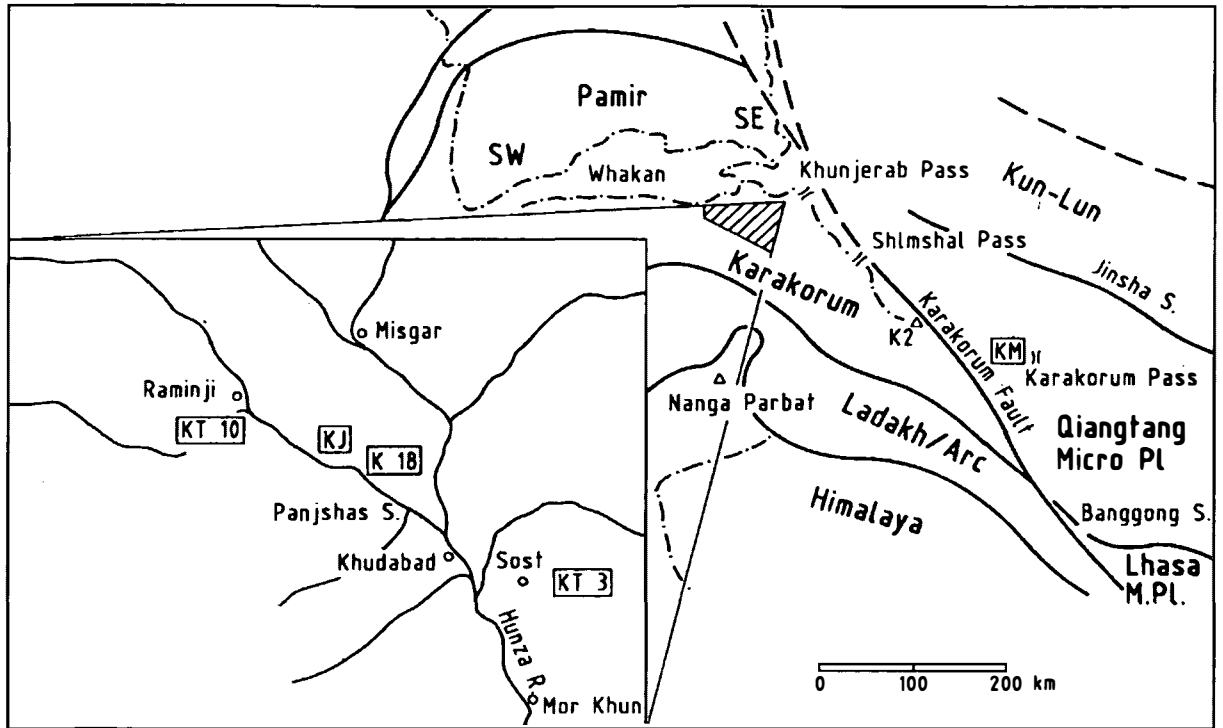 Pamir
SE
SW
Whakan
Khunjerab Pass
Kun-Lun
Shimshal Pass
Jinsha S.
Karakorum
Karakorum Fault
K2
KM
Karakorum Pass
Nanga Parbat
Ladakh/Arc
Qiangtang
Micro Pl
Himalaya
Banggong S.
Lhasa
M.Pl.
0 100 200 km
Misgar
Raminji
KT 10
KJ
K 18
Panjshas S.
Khudabad
Sost
KT 3
Hunza R.
Mor Khun